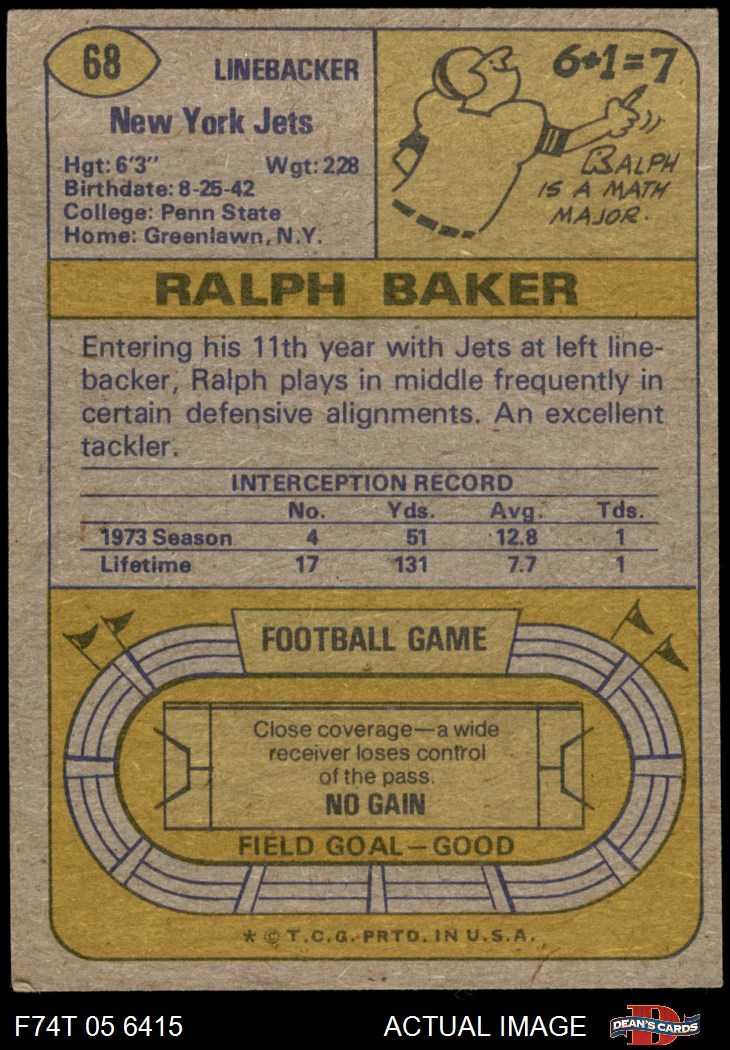 68
LINEBACKER
New York Jets
Hgt: 6'3" Wgt: 228
Birthdate: 8-25-42
College: Penn State
Home: Greenlawn, N.Y.
6+1=7
RALPH
IS A MATH
MAJOR.
RALPH BAKER
Entering his 11th year with Jets at left line-
backer, Ralph plays in middle frequently in
certain defensive alignments. An excellent
tackler.
INTERCEPTION RECORD
No. Yds. Avg. Tds.
1973 Season 4 51 12.8 1
Lifetime 17 131 7.7 1
FOOTBALL GAME
Close coverage—a wide
receiver loses control
of the pass.
NO GAIN
FIELD GOAL—GOOD
* © T.C.G. PRTD. IN U.S.A.
F74T 05 6415 ACTUAL IMAGE
D
DEAN'S CARDS